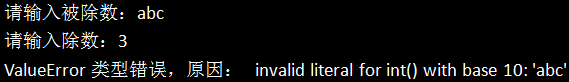 请输入被除数：abc
请输入除数：3
ValueError 类型错误，原因： invalid literal for int() with base 10: 'abc'